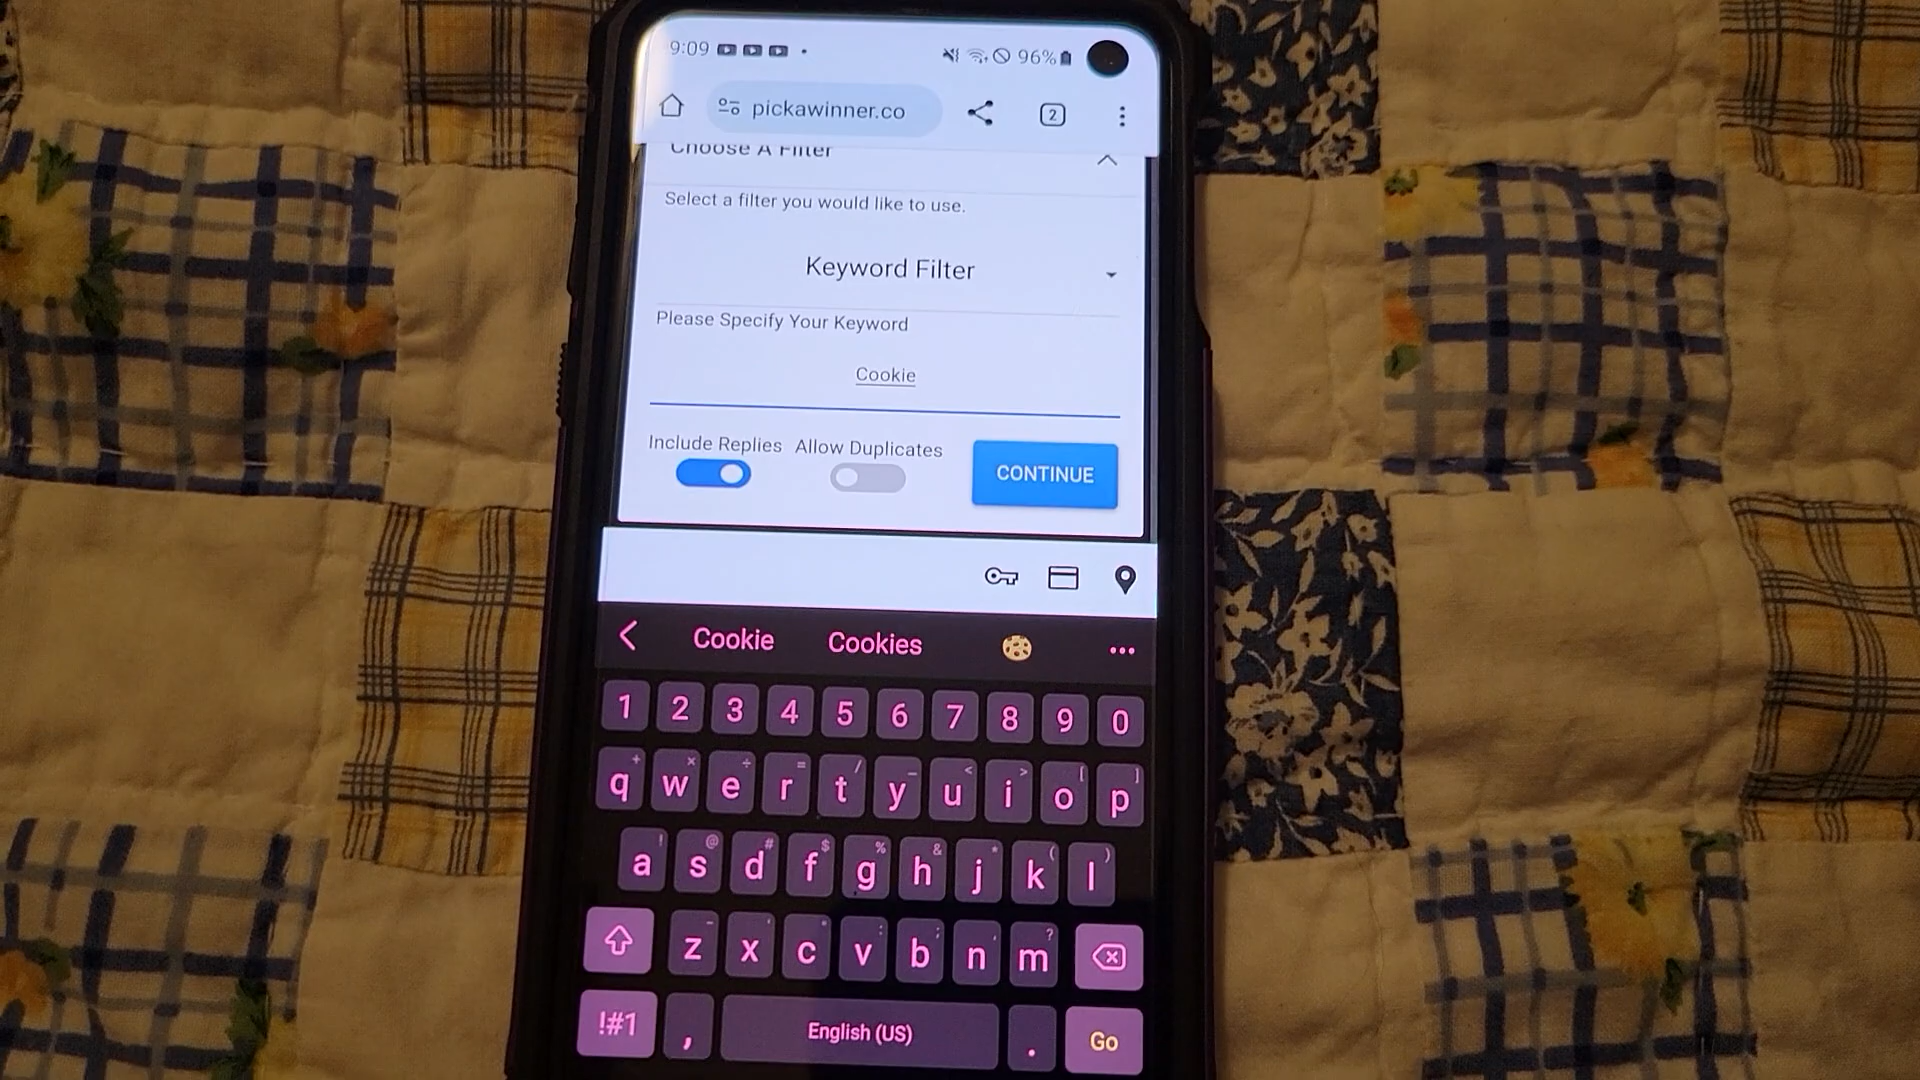 9:09 96%
pickawinner.co 2
Choose A Filter
Select a filter you would like to use.
Keyword Filter
Please Specify Your Keyword
Cookie
Include Replies Allow Duplicates
CONTINUE
Cookie Cookies
1 2 3 4 5 6 7 8 9 0
q w e r t y u i o p
a s d f g h j k l
z x c v b n m
!#1 , English (US) . Go